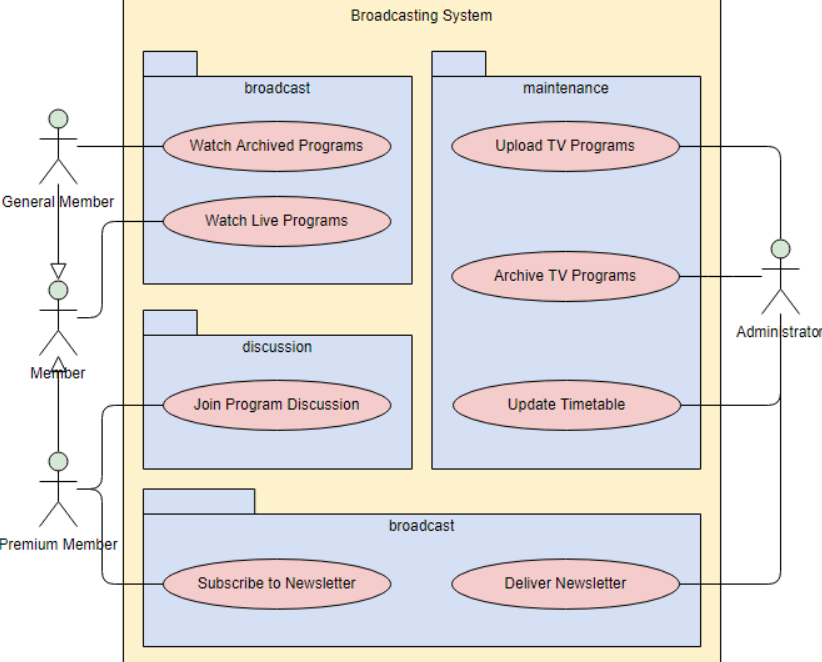 Broadcasting System
broadcast
maintenance
Watch Archived Programs
Upload TV Programs
General Member
Watch Live Programs
Archive TV Programs
Administrator
discussion
Member
Join Program Discussion
Update Timetable
broadcast
Premium Member
Subscribe to Newsletter
Deliver Newsletter